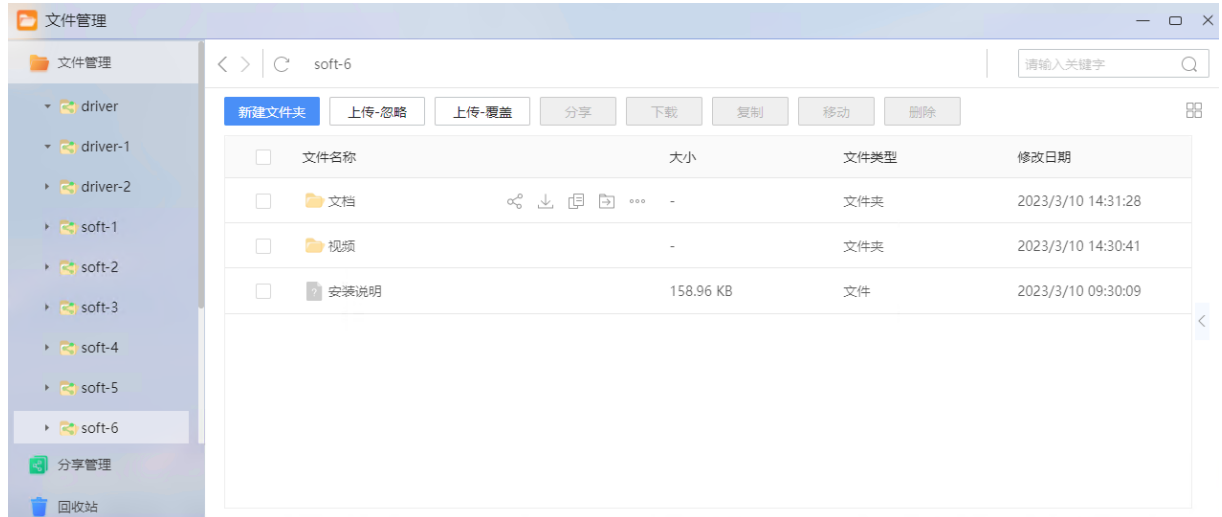 文件管理
文件管理
soft-6
请输入关键字
driver
driver-1
driver-2
soft-1
soft-2
soft-3
soft-4
soft-5
soft-6
分享管理
回收站
新建文件夹 上传-忽略 上传-覆盖 分享 下载 复制 移动 删除
文件名称 大小 文件类型 修改日期
文档 - 文件夹 2023/3/10 14:31:28
视频 - 文件夹 2023/3/10 14:30:41
安装说明 158.96 KB 文件 2023/3/10 09:30:09